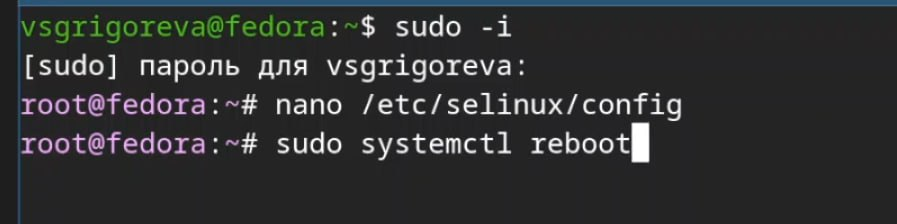 vsgrigoreva@fedora:~$ sudo -i
[sudo] пароль для vsgrigoreva:
root@fedora:~# nano /etc/selinux/config
root@fedora:~# sudo systemctl reboot